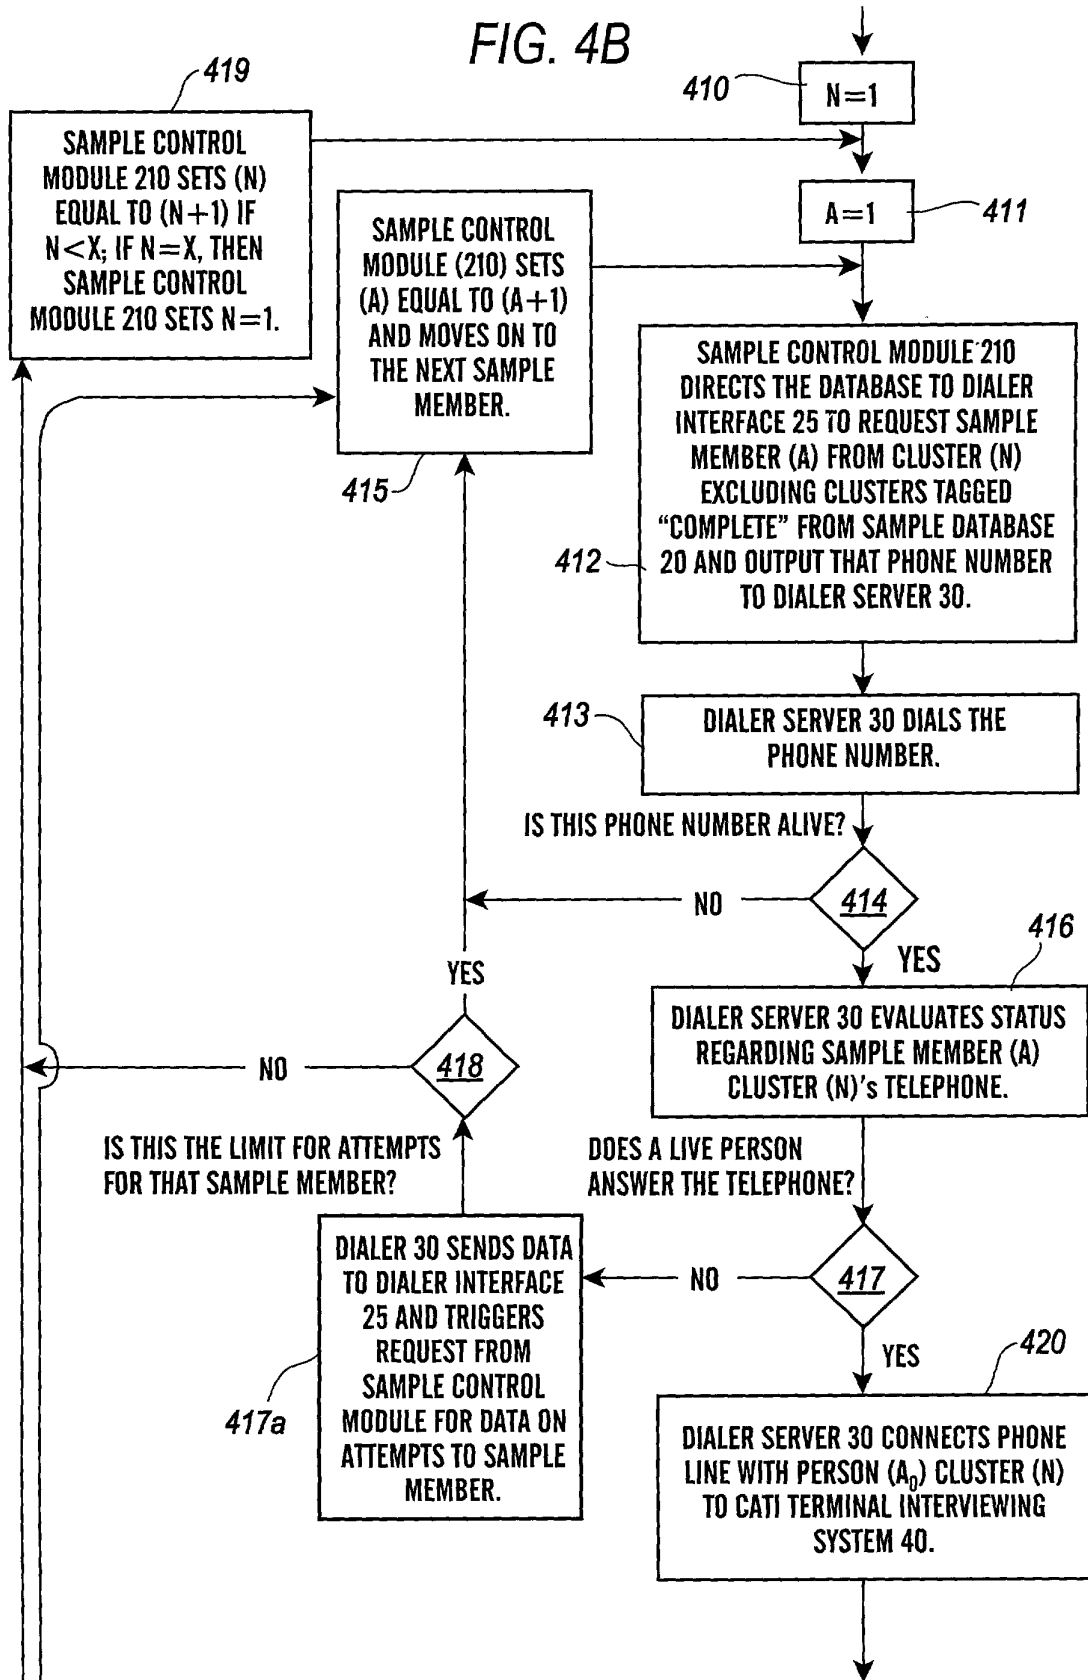 FIG. 4B
419
410
N=1
SAMPLE CONTROL
MODULE 210 SETS (N)
EQUAL TO (N+1) IF
N<X; IF N=X, THEN
SAMPLE CONTROL
MODULE 210 SETS N=1.
A=1
411
SAMPLE CONTROL
MODULE (210) SETS
(A) EQUAL TO (A+1)
AND MOVES ON TO
THE NEXT SAMPLE
MEMBER.
415
SAMPLE CONTROL MODULE 210
DIRECTS THE DATABASE TO DIALER
INTERFACE 25 TO REQUEST SAMPLE
MEMBER (A) FROM CLUSTER (N)
EXCLUDING CLUSTERS TAGGED
"COMPLETE" FROM SAMPLE DATABASE
20 AND OUTPUT THAT PHONE NUMBER
TO DIALER SERVER 30.
412
413
DIALER SERVER 30 DIALS THE
PHONE NUMBER.
IS THIS PHONE NUMBER ALIVE?
414
NO
YES
416
DIALER SERVER 30 EVALUATES STATUS
REGARDING SAMPLE MEMBER (A)
CLUSTER (N)'s TELEPHONE.
YES
418
NO
IS THIS THE LIMIT FOR ATTEMPTS
FOR THAT SAMPLE MEMBER?
DOES A LIVE PERSON
ANSWER THE TELEPHONE?
417
NO
YES
DIALER 30 SENDS DATA
TO DIALER INTERFACE
25 AND TRIGGERS
REQUEST FROM
SAMPLE CONTROL
MODULE FOR DATA ON
ATTEMPTS TO SAMPLE
MEMBER.
417a
420
DIALER SERVER 30 CONNECTS PHONE
LINE WITH PERSON (A₀) CLUSTER (N)
TO CATI TERMINAL INTERVIEWING
SYSTEM 40.